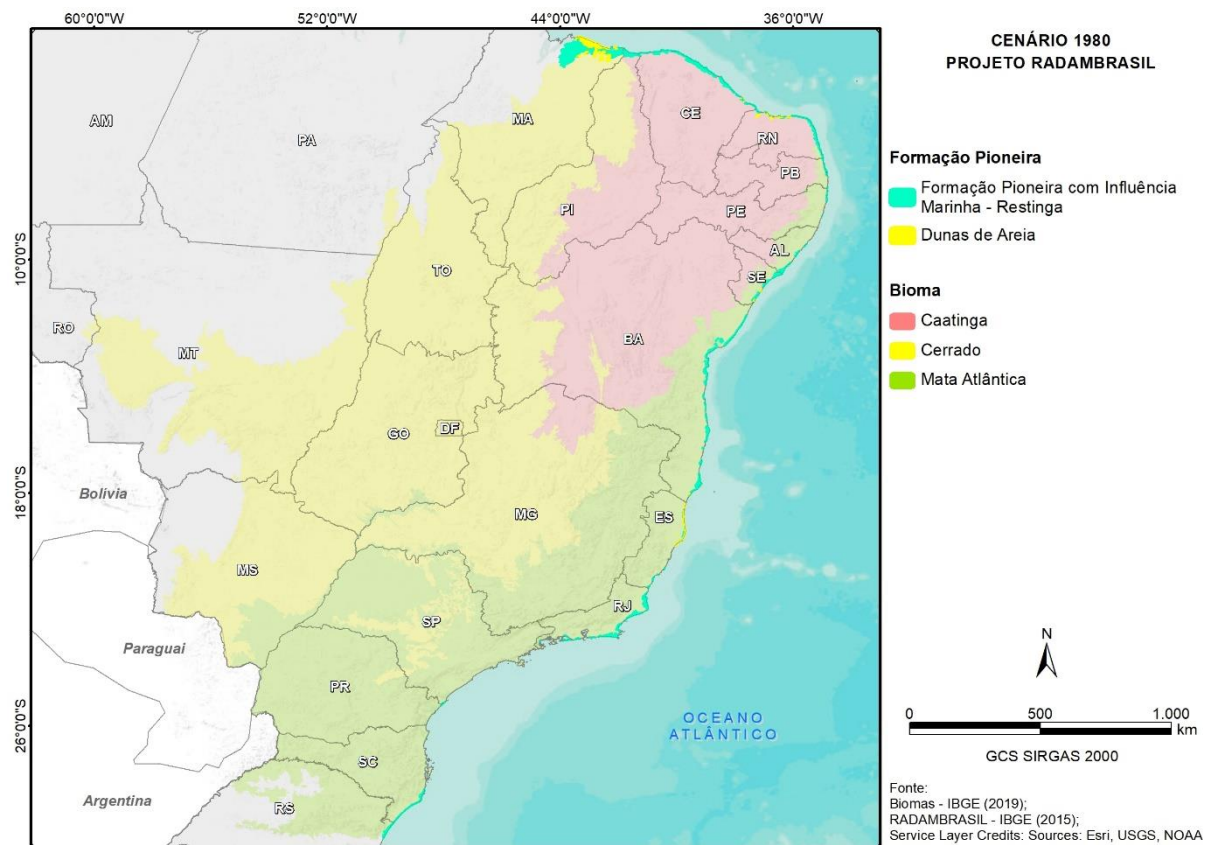 60°0'0"W 52°0'0"W 44°0'0"W 36°0'0"W
CENÁRIO 1980
PROJETO RADAMBRASIL
AM
PA
MA
CE
RN
PB
PI
PE
AL
SE
TO
BA
RO
MT
GO
DF
MG
ES
MS
SP
RJ
PR
SC
RS
Bolívia
Paraguai
Argentina
OCEANO
ATLÂNTICO
10°0'0"S
18°0'0"S
26°0'0"S
Formação Pioneira
Formação Pioneira com Influência
Marinha - Restinga
Dunas de Areia
Bioma
Caatinga
Cerrado
Mata Atlântica
N
0 500 1.000
km
GCS SIRGAS 2000
Fonte:
Biomas - IBGE (2019);
RADAMBRASIL - IBGE (2015);
Service Layer Credits: Sources: Esri, USGS, NOAA